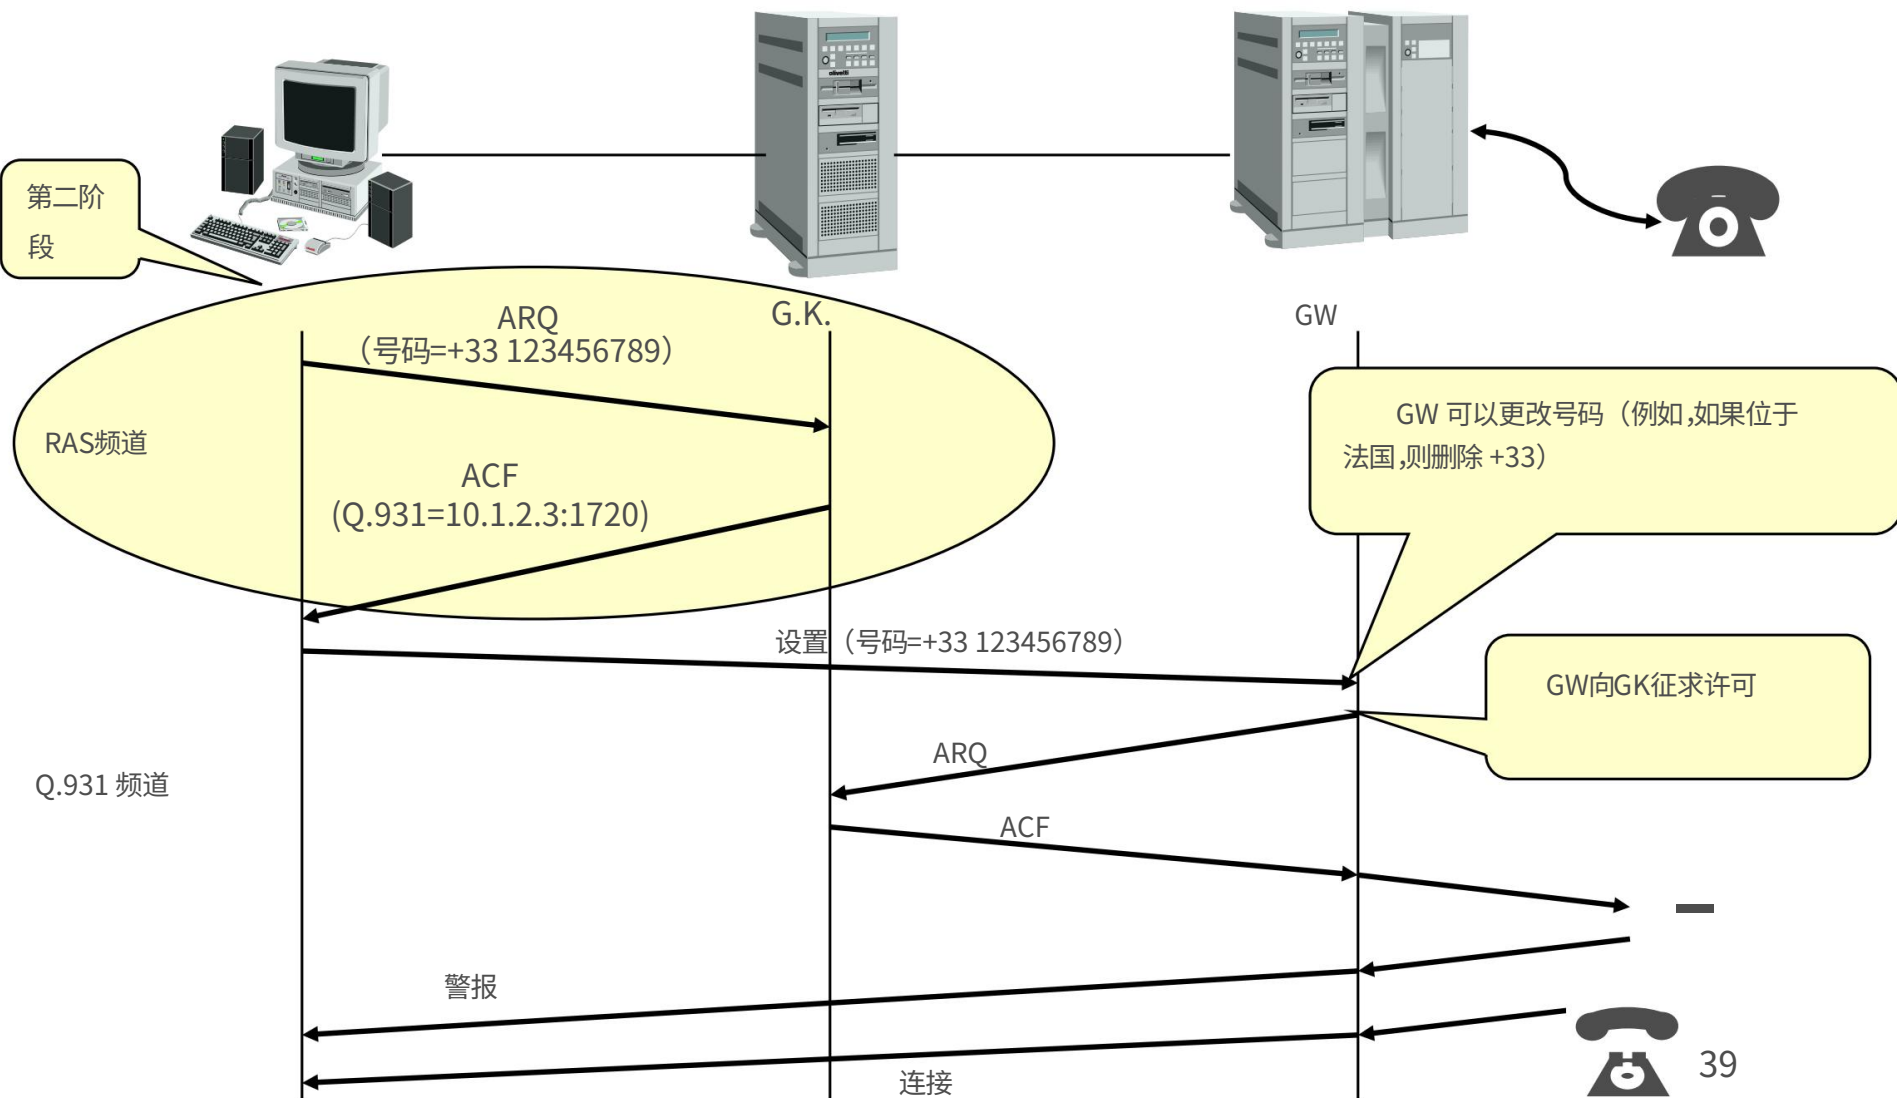 olivetti
第二阶
段
ARQ
（号码=+33 123456789）
G.K.
GW
RAS频道
GW 可以更改号码（例如,如果位于
法国,则删除 +33）
ACF
(Q.931=10.1.2.3:1720)
设置（号码=+33 123456789）
GW向GK征求许可
ARQ
Q.931 频道
ACF
警报
39
连接